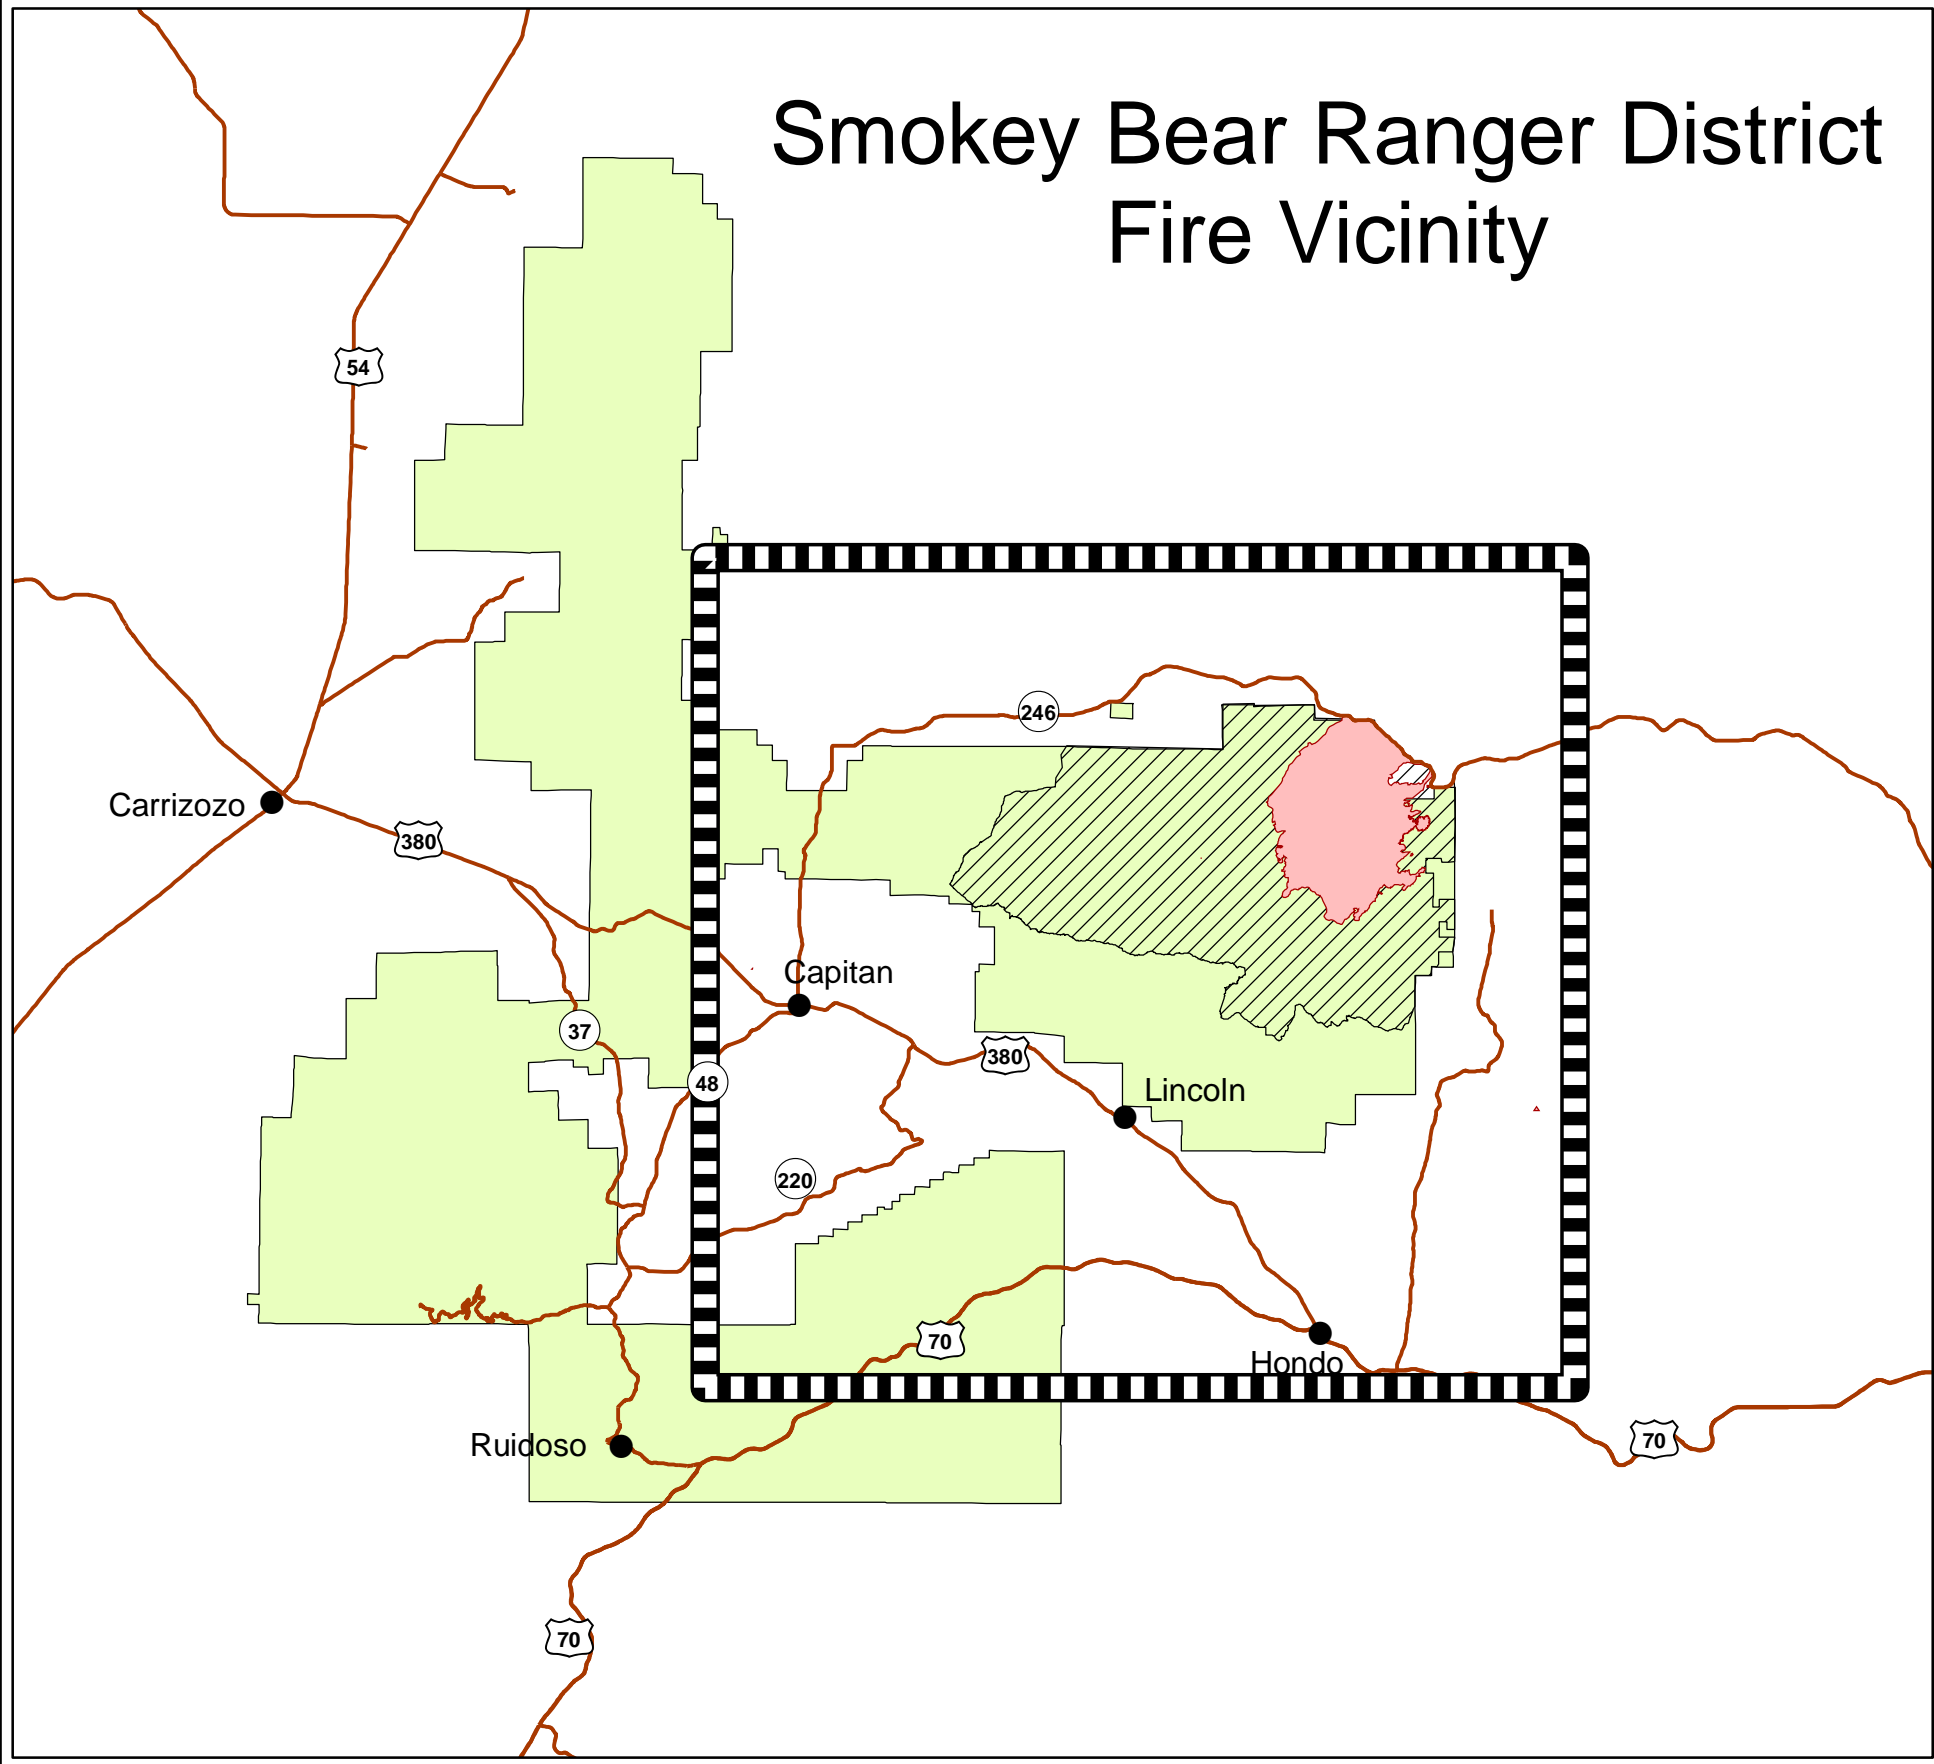 Smokey Bear Ranger District
Fire Vicinity
54
246
Carrizozo
380
Capitan
37
380
48
Lincoln
220
70
Hondo
70
Ruidoso
70